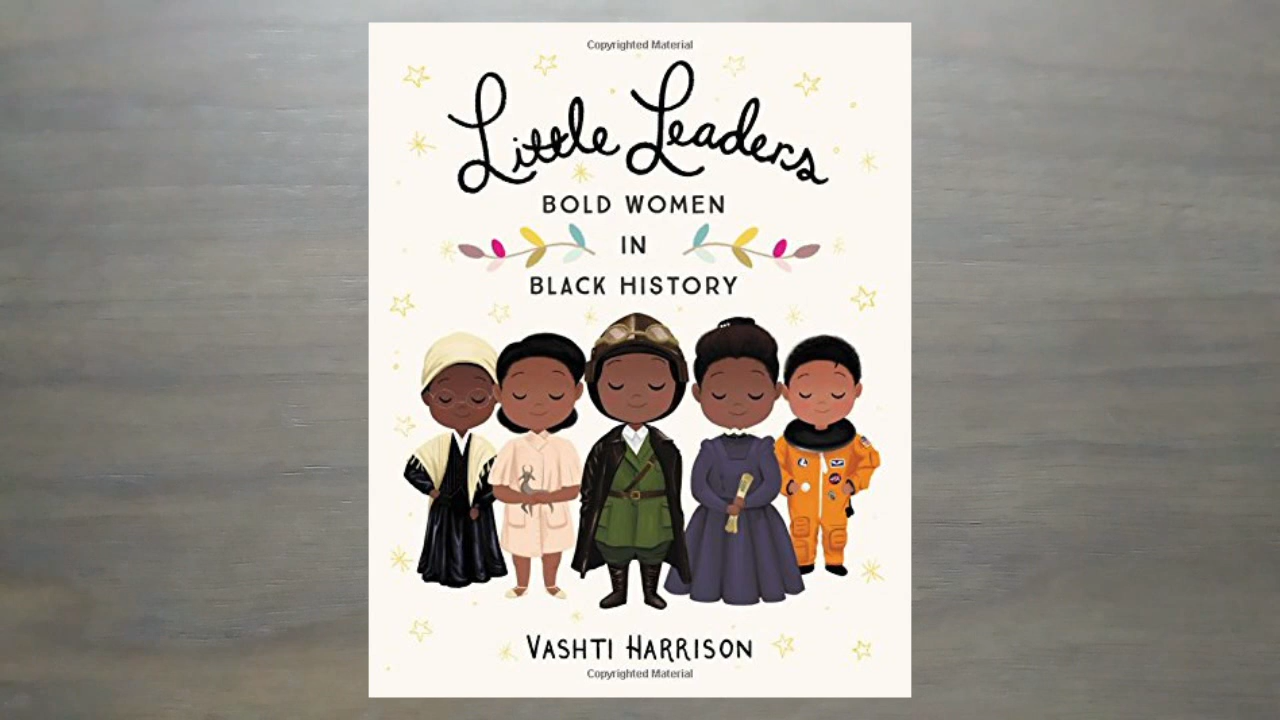 Copyrighted Material
Little Leaders
BOLD WOMEN
IN
BLACK HISTORY
VASHTI HARRISON
Copyrighted Material